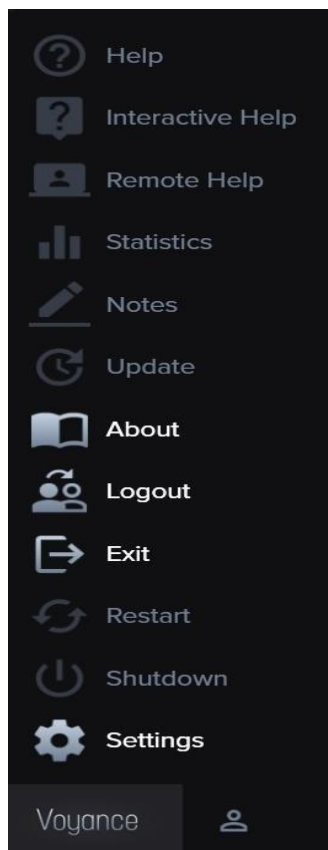 Help
Interactive Help
Remote Help
Statistics
Notes
Update
About
Logout
Exit
Restart
Shutdown
Settings
Voyance